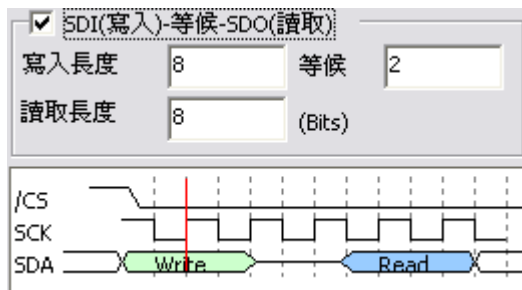 SDI(寫入)-等候-SDO(讀取)
寫入長度 8 等候 2
讀取長度 8 (Bits)
/CS
SCK
SDA Write Read